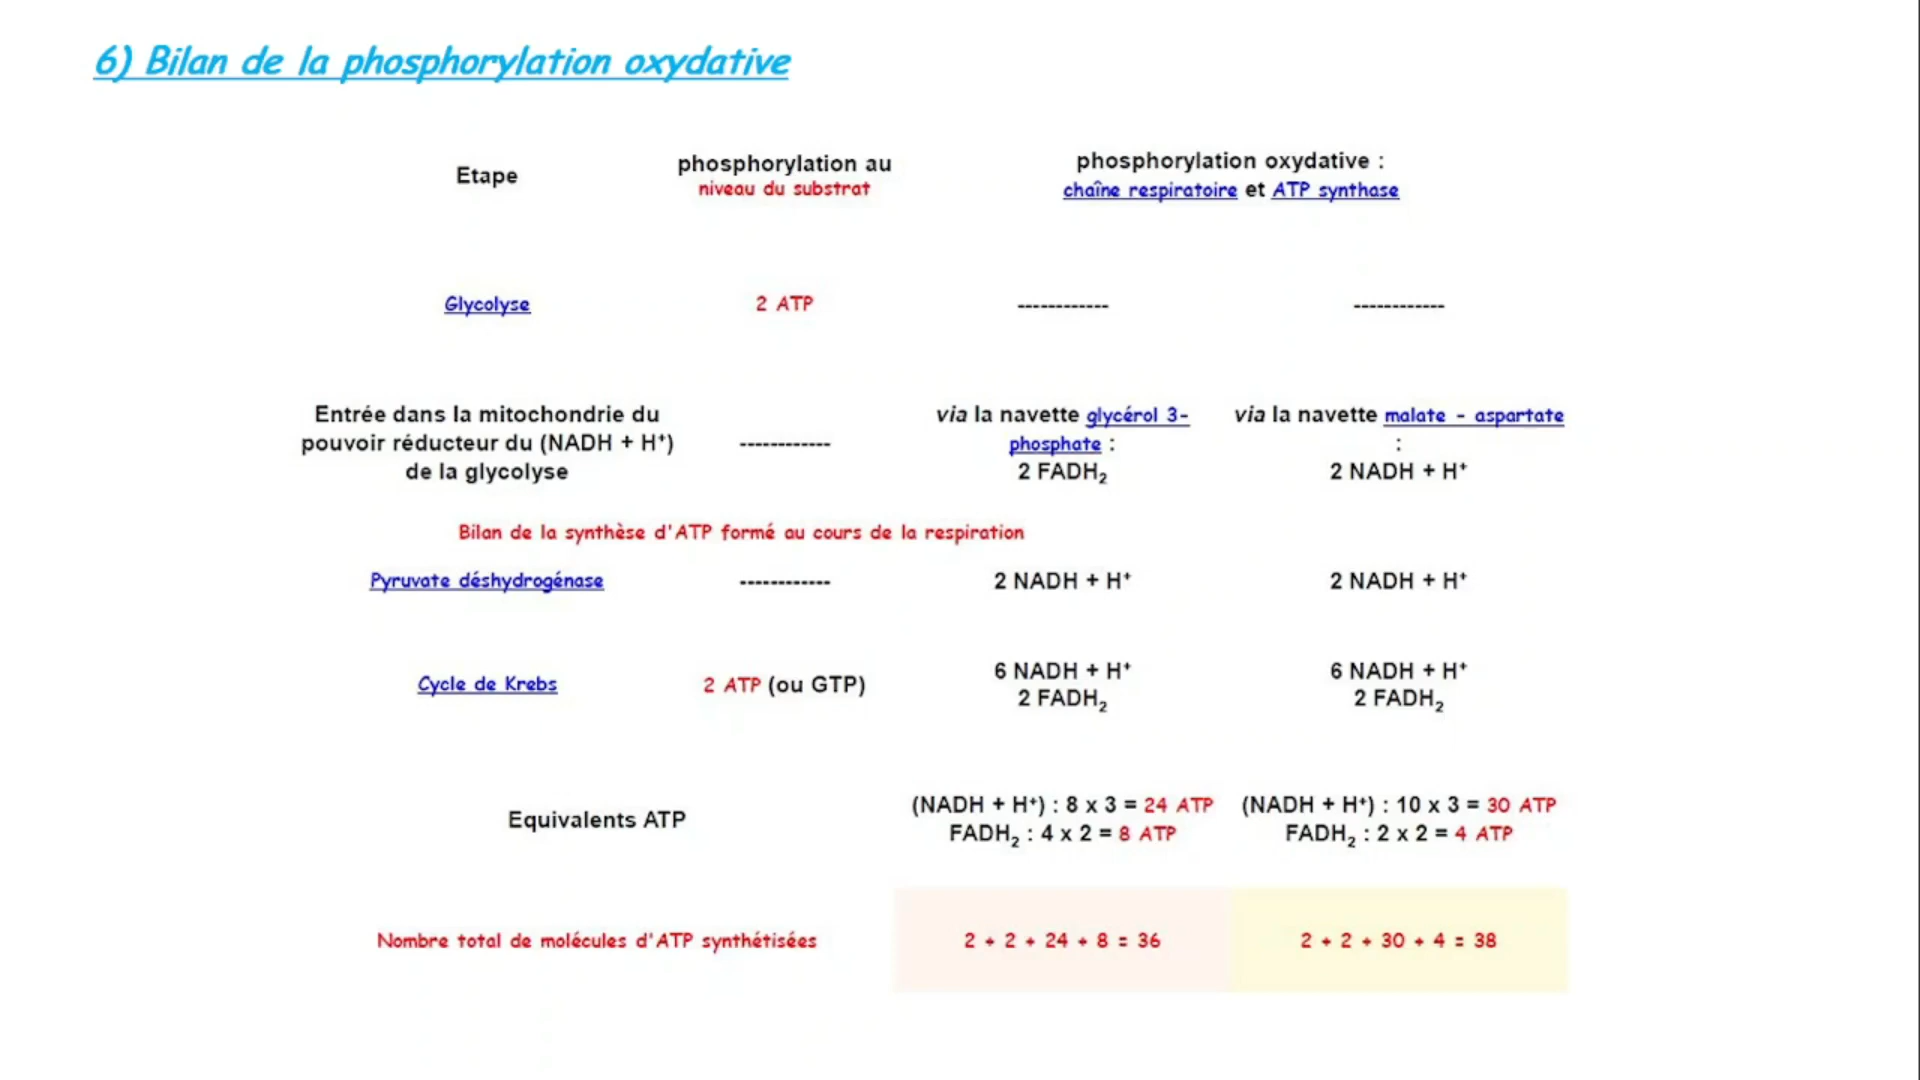 6) Bilan de la phosphorylation oxydative
Etape
phosphorylation au
niveau du substrat
phosphorylation oxydative :
chaîne respiratoire et ATP synthase
Glycolyse
2 ATP
------------
------------
Entrée dans la mitochondrie du
pouvoir réducteur du (NADH + H⁺)
de la glycolyse
------------
via la navette glycérol 3-
phosphate :
2 FADH₂
via la navette malate - aspartate
:
2 NADH + H⁺
Bilan de la synthèse d'ATP formé au cours de la respiration
Pyruvate déshydrogénase
------------
2 NADH + H⁺
2 NADH + H⁺
Cycle de Krebs
2 ATP (ou GTP)
6 NADH + H⁺
2 FADH₂
6 NADH + H⁺
2 FADH₂
Equivalents ATP
(NADH + H⁺) : 8 x 3 = 24 ATP
FADH₂ : 4 x 2 = 8 ATP
(NADH + H⁺) : 10 x 3 = 30 ATP
FADH₂ : 2 x 2 = 4 ATP
Nombre total de molécules d'ATP synthétisées
2 + 2 + 24 + 8 = 36
2 + 2 + 30 + 4 = 38